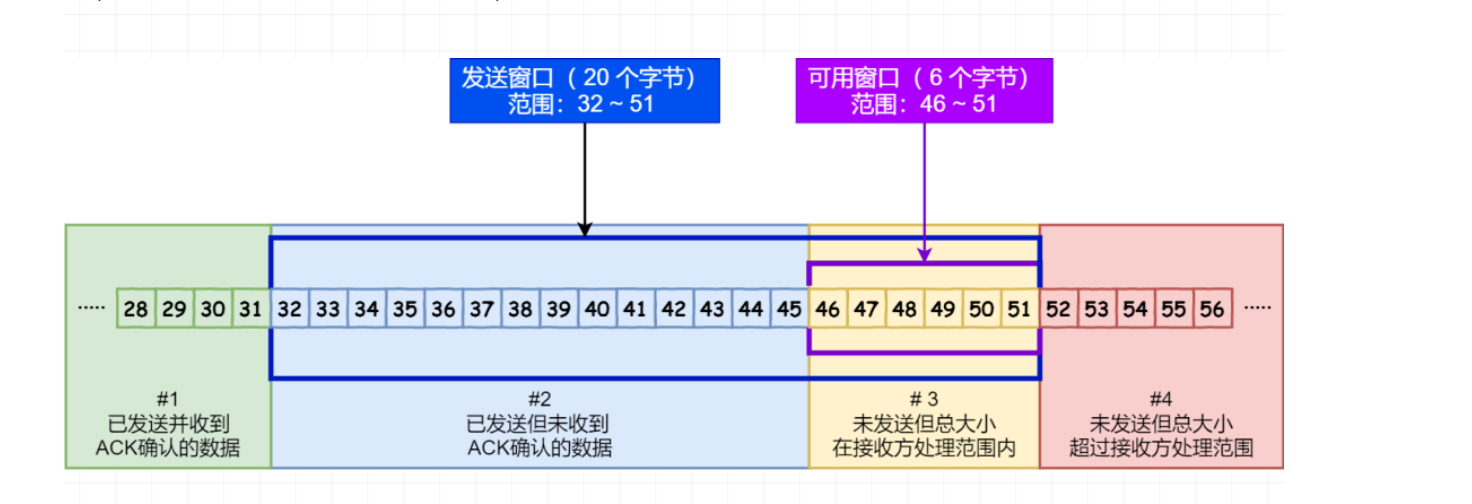 发送窗口（20 个字节）
范围：32 ~ 51
可用窗口（6 个字节）
范围：46 ~ 51
····· 28 29 30 31 32 33 34 35 36 37 38 39 40 41 42 43 44 45 46 47 48 49 50 51 52 53 54 55 56 ·····
#1
已发送并收到
ACK确认的数据
#2
已发送但未收到
ACK确认的数据
# 3
未发送但总大小
在接收方处理范围内
#4
未发送但总大小
超过接收方处理范围